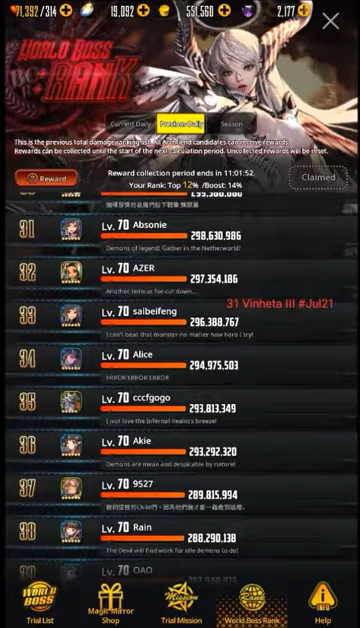 71,392/314
19,092
551,560
2,177
WORLD BOSS
RANK
Current Daily
Previous Daily
Season
This is the previous total damage ranking list. All Archfiend candidates can receive rewards.
Rewards can be collected until the start of the next calculation period. Uncollected rewards will be reset.
Reward
Reward collection period ends in 11:01:52.
Your Rank: Top 12% /Boost: 14%
Claimed
31
Lv. 70 Absonie
298.630.986
Demons of legend! Gather in the Netherworld!
32
Lv. 70 AZER
297.354.186
Another tedious foe cut down...
31 Vinheta III #Jul21
33
Lv. 70 saibeifeng
296.388.767
I can't beat that monster no matter how hard I try!
34
Lv. 70 Alice
294.975.503
ERROR ERROR ERROR
35
Lv. 70 cccfgogo
293.813.349
I just love the Infernal Realm's breeze!
36
Lv. 70 Akie
293.292.320
Demons are mean and despicable by nature!
37
Lv. 70 9527
289.815.994
38
Lv. 70 Rain
288.290.138
The Devil will find work for idle demons to do!
Lv. 70 OAO
WORLD BOSS
Trial List
Magic Mirror
Shop
Mission
Trial Mission
Rank
World Boss Rank
Help